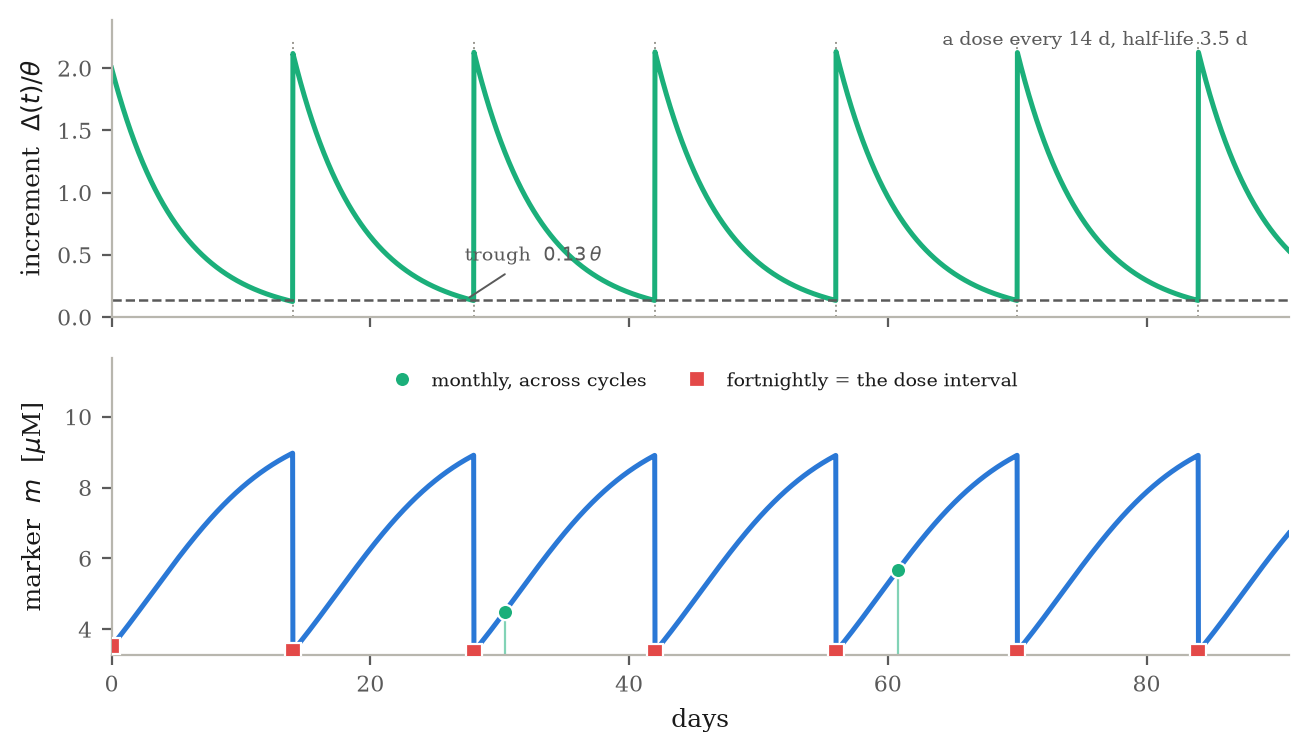 a dose every 14 d, half-life 3.5 d
increment Δ(t)/θ
2.0
1.5
1.0
0.5
0.0
trough 0.13 θ
monthly, across cycles
fortnightly = the dose interval
marker m [μM]
10
8
6
4
0
20
40
60
80
days